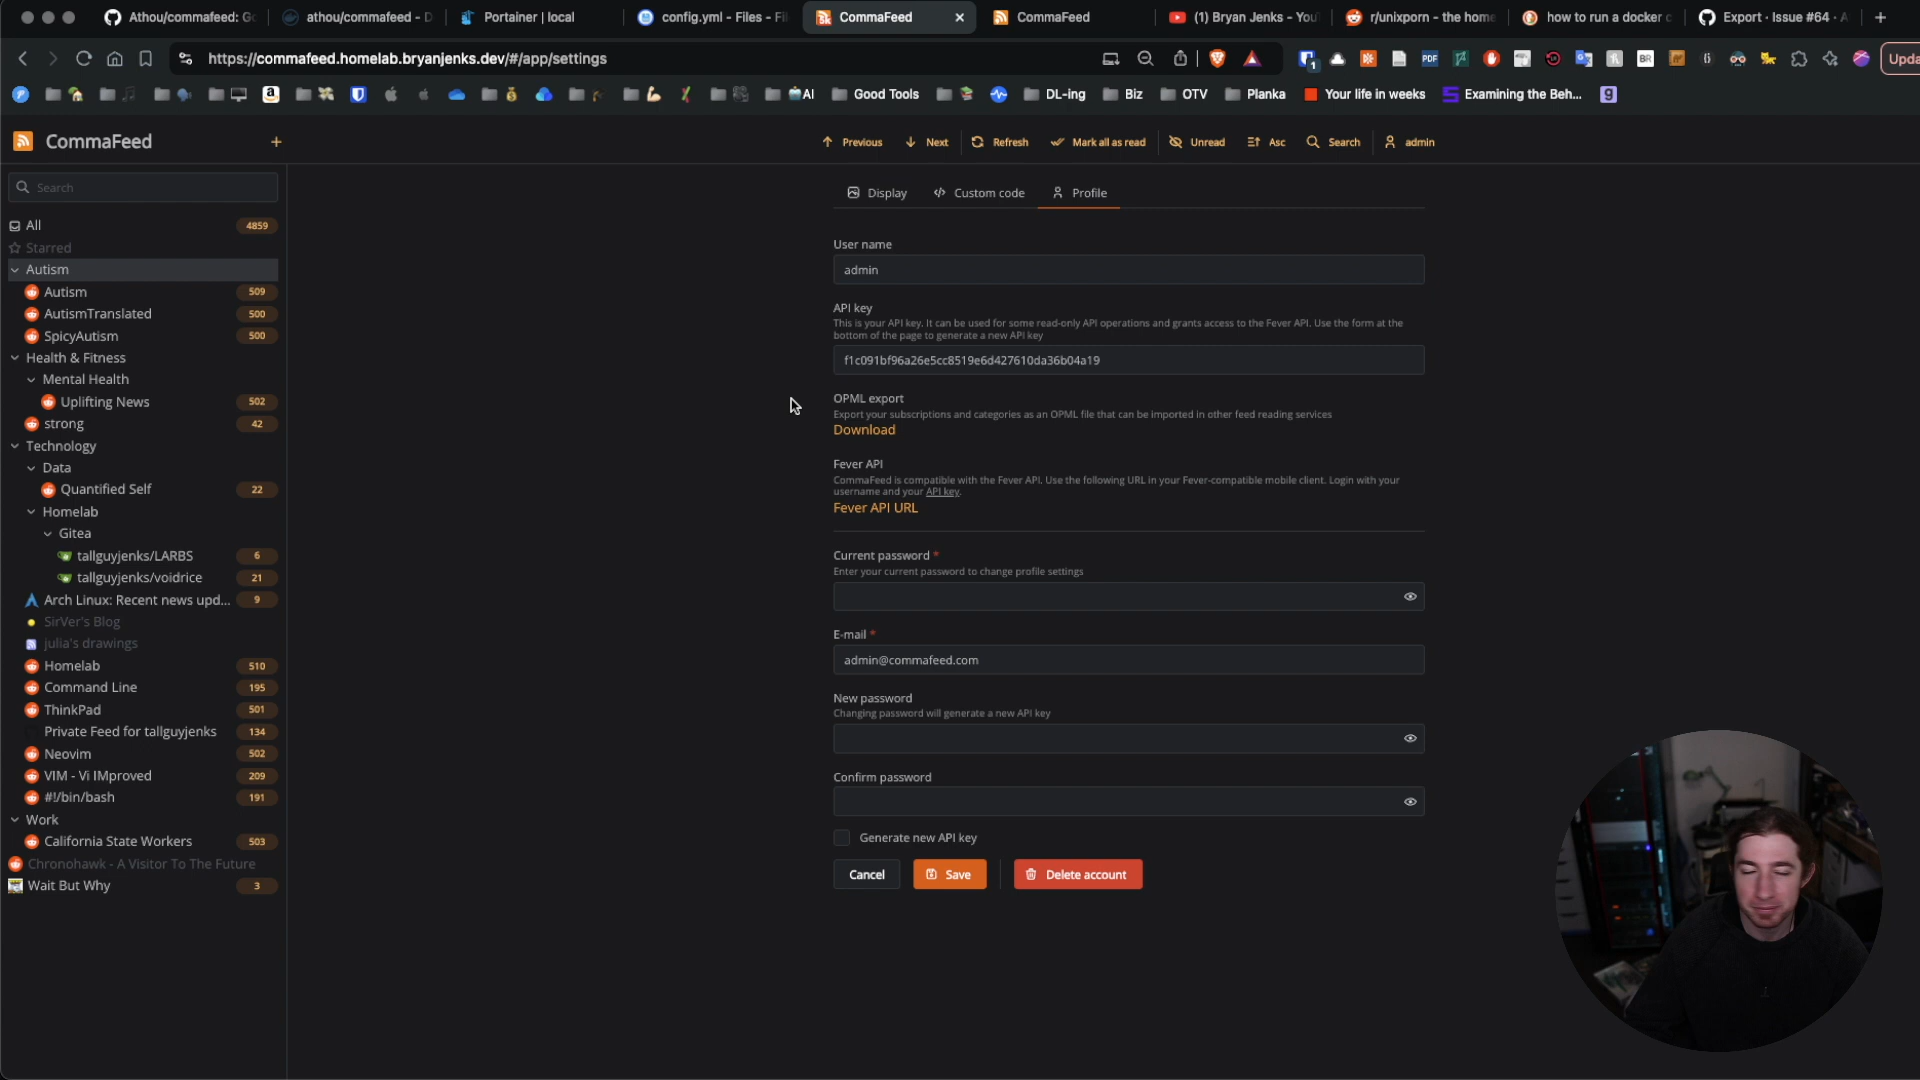 Athou/commafeed: Go
athou/commafeed - D
Portainer | local
config.yml - Files - Fil
CommaFeed
CommaFeed
(1) Bryan Jenks - You
r/unixporn - the home
how to run a docker c
Export · Issue #64 · A
https://commafeed.homelab.bryanjenks.dev/#/app/settings
1
PDF
BR
Upda
AI
Good Tools
DL-ing
Biz
OTV
Planka
Your life in weeks
Examining the Beh...
CommaFeed
Previous
Next
Refresh
Mark all as read
Unread
Asc
Search
admin
Search
All 4859
Starred
Autism
Autism 509
AutismTranslated 500
SpicyAutism 500
Health & Fitness
Mental Health
Uplifting News 502
strong 42
Technology
Data
Quantified Self 22
Homelab
Gitea
tallguyjenks/LARBS 6
tallguyjenks/voidrice 21
Arch Linux: Recent news upd... 9
SirVer's Blog
julia's drawings
Homelab 510
Command Line 195
ThinkPad 501
Private Feed for tallguyjenks 134
Neovim 502
VIM - Vi IMproved 209
#!/bin/bash 191
Work
California State Workers 503
Chronohawk - A Visitor To The Future
Wait But Why 3
Display
Custom code
Profile
User name
admin
API key
This is your API key. It can be used for some read-only API operations and grants access to the Fever API. Use the form at the
bottom of the page to generate a new API key
f1c091bf96a26e5cc8519e6d427610da36b04a19
OPML export
Export your subscriptions and categories as an OPML file that can be imported in other feed reading services
Download
Fever API
CommaFeed is compatible with the Fever API. Use the following URL in your Fever-compatible mobile client. Login with your
username and your API key.
Fever API URL
Current password *
Enter your current password to change profile settings
E-mail *
admin@commafeed.com
New password
Changing password will generate a new API key
Confirm password
Generate new API key
Cancel
Save
Delete account